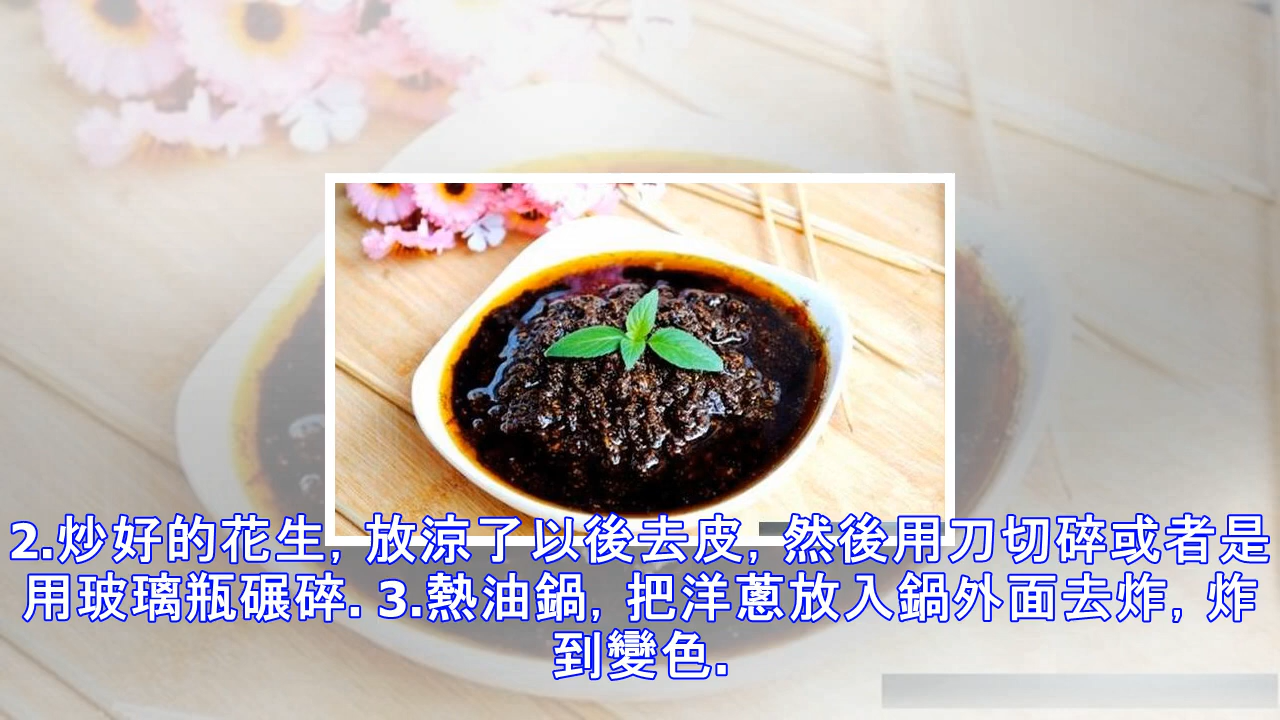 2.炒好的花生, 放涼了以後去皮, 然後用刀切碎或者是
用玻璃瓶碾碎. 3.熱油鍋, 把洋蔥放入鍋外面去炸, 炸
到變色.